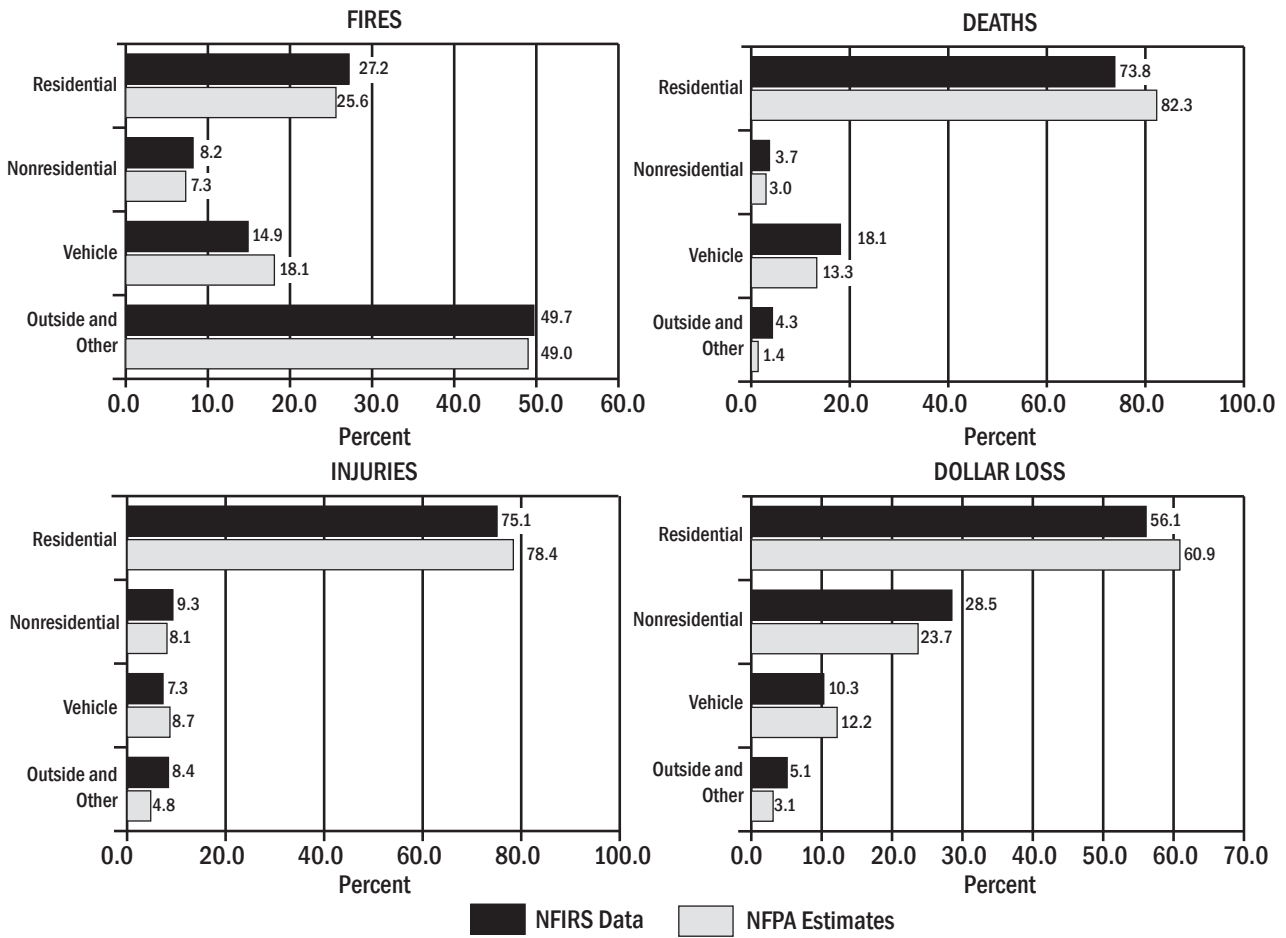 FIRES
Residential
27.2
25.6
Nonresidential
8.2
7.3
Vehicle
14.9
18.1
Outside and
Other
49.7
49.0
0.0 10.0 20.0 30.0 40.0 50.0 60.0
Percent
DEATHS
Residential
73.8
82.3
Nonresidential
3.7
3.0
Vehicle
18.1
13.3
Outside and
Other
4.3
1.4
0.0 20.0 40.0 60.0 80.0 100.0
Percent
INJURIES
Residential
75.1
78.4
Nonresidential
9.3
8.1
Vehicle
7.3
8.7
Outside and
Other
8.4
4.8
0.0 20.0 40.0 60.0 80.0 100.0
Percent
DOLLAR LOSS
Residential
56.1
60.9
Nonresidential
28.5
23.7
Vehicle
10.3
12.2
Outside and
Other
5.1
3.1
0.0 10.0 20.0 30.0 40.0 50.0 60.0 70.0
Percent
NFIRS Data NFPA Estimates